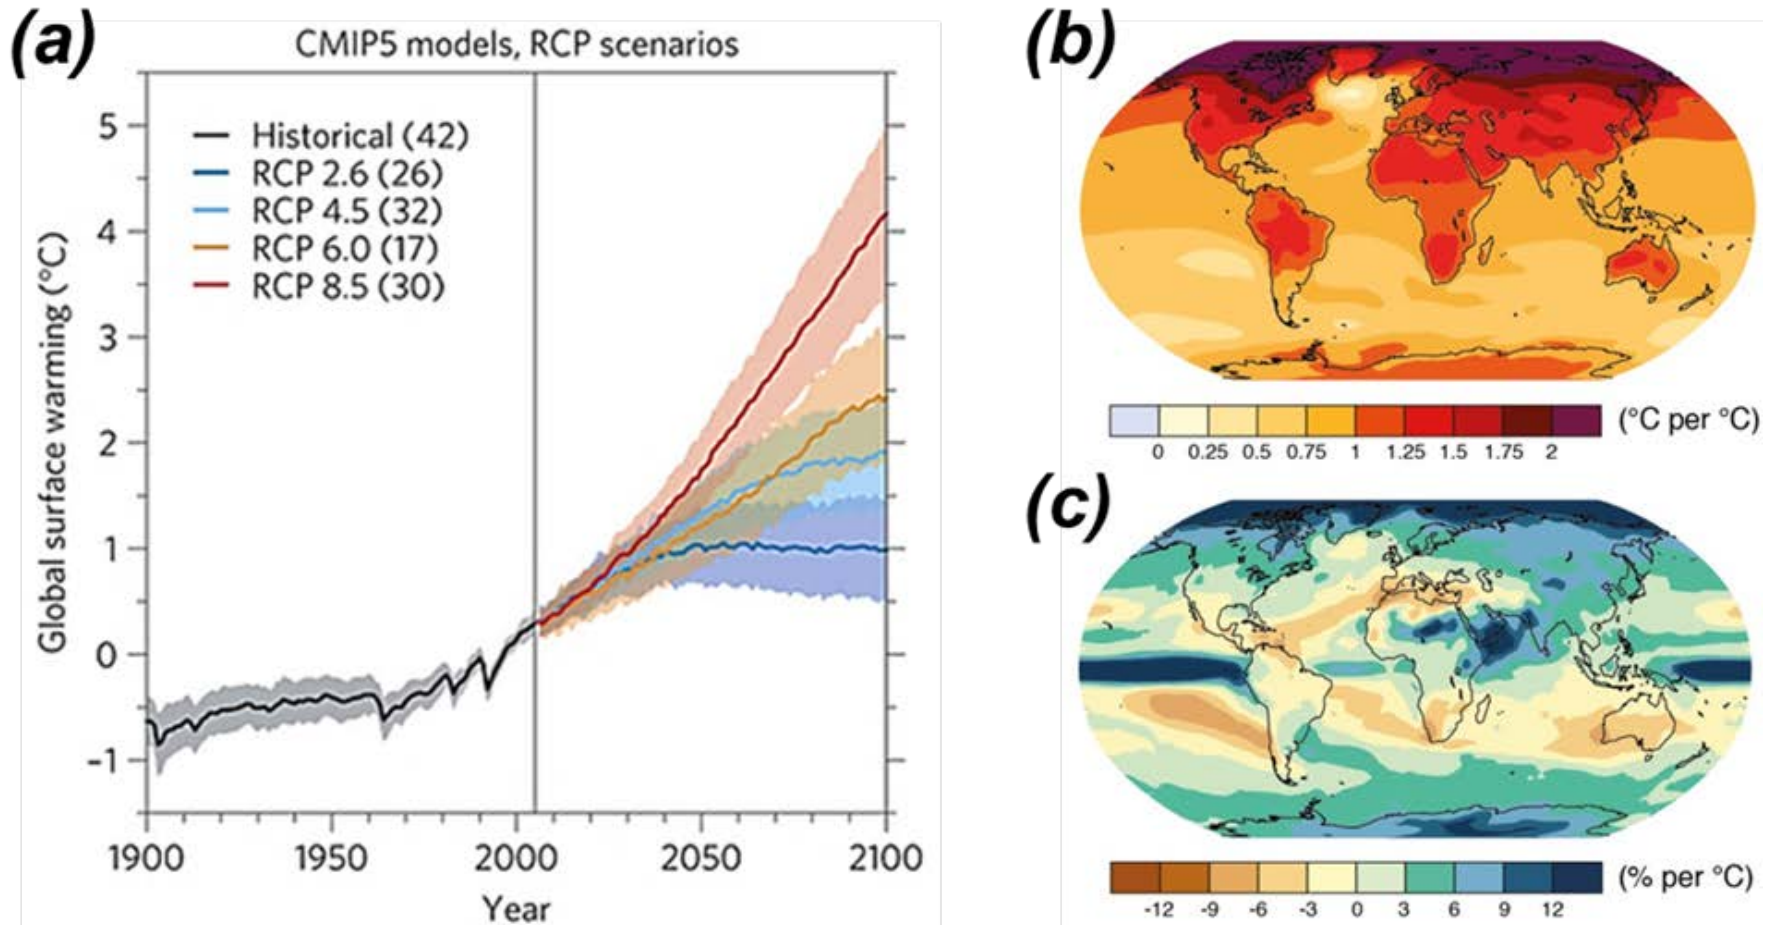 (a)
CMIP5 models, RCP scenarios
Historical (42)
RCP 2.6 (26)
RCP 4.5 (32)
RCP 6.0 (17)
RCP 8.5 (30)
Global surface warming (°C)
5
4
3
2
1
0
-1
1900 1950 2000 2050 2100
Year
(b)
(°C per °C)
0 0.25 0.5 0.75 1 1.25 1.5 1.75 2
(c)
(% per °C)
-12 -9 -6 -3 0 3 6 9 12